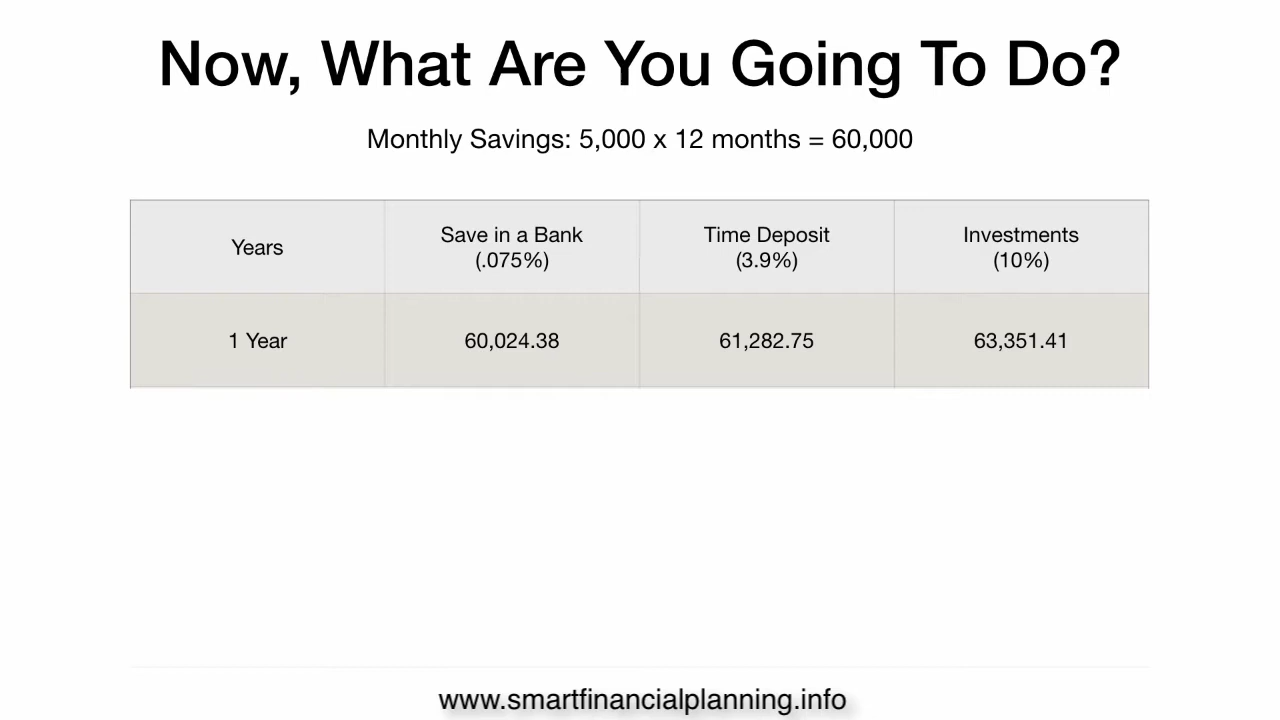 Now, What Are You Going To Do?
Monthly Savings: 5,000 x 12 months = 60,000
Years
Save in a Bank
(.075%)
Time Deposit
(3.9%)
Investments
(10%)
1 Year
60,024.38
61,282.75
63,351.41
www.smartfinancialplanning.info